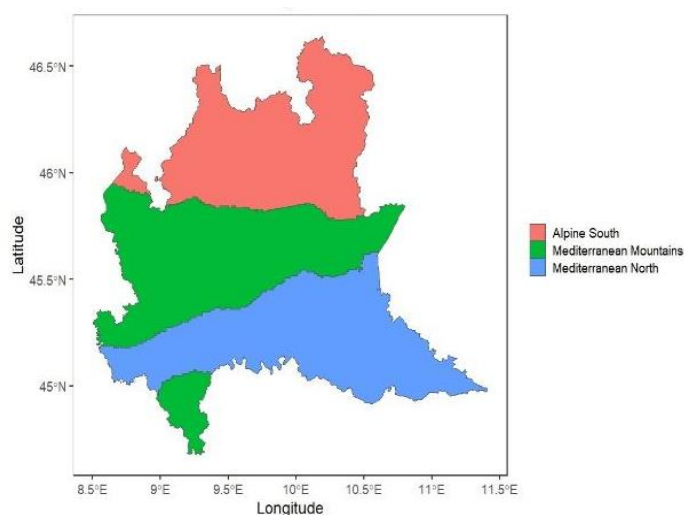 46.5°N
46°N
45.5°N
45°N
Latitude
8.5°E 9°E 9.5°E 10°E 10.5°E 11°E 11.5°E
Longitude
Alpine South
Mediterranean Mountains
Mediterranean North